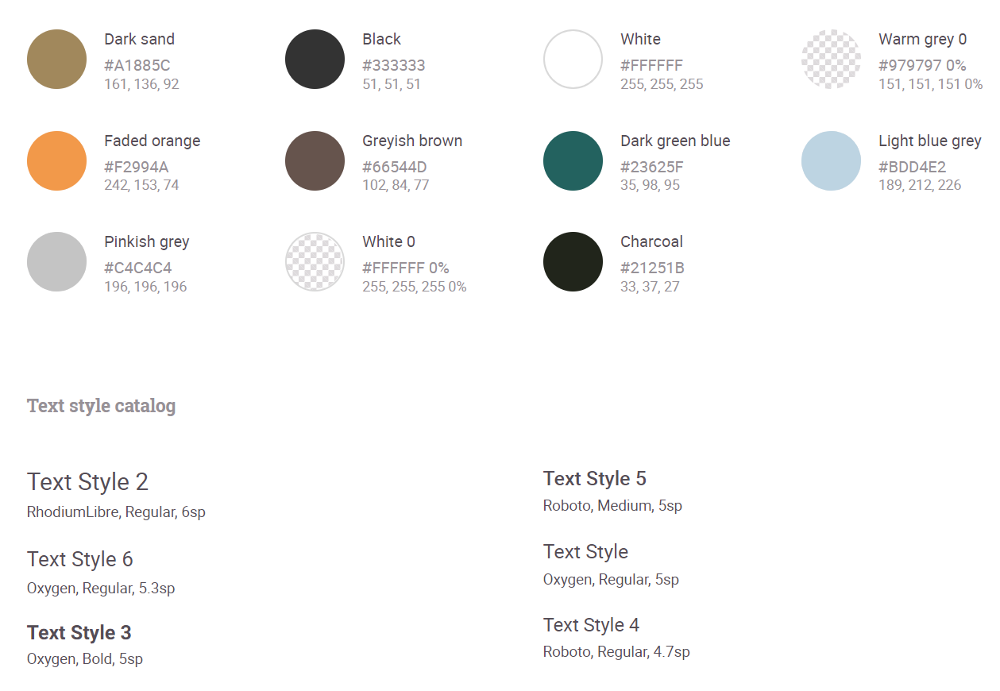 Dark sand
#A1885C
161, 136, 92
Black
#333333
51, 51, 51
White
#FFFFFF
255, 255, 255
Warm grey 0
#979797 0%
151, 151, 151 0%
Faded orange
#F2994A
242, 153, 74
Greyish brown
#66544D
102, 84, 77
Dark green blue
#23625F
35, 98, 95
Light blue grey
#BDD4E2
189, 212, 226
Pinkish grey
#C4C4C4
196, 196, 196
White 0
#FFFFFF 0%
255, 255, 255 0%
Charcoal
#21251B
33, 37, 27
Text style catalog
Text Style 2
RhodiumLibre, Regular, 6sp
Text Style 6
Oxygen, Regular, 5.3sp
Text Style 3
Oxygen, Bold, 5sp
Text Style 5
Roboto, Medium, 5sp
Text Style
Oxygen, Regular, 5sp
Text Style 4
Roboto, Regular, 4.7sp